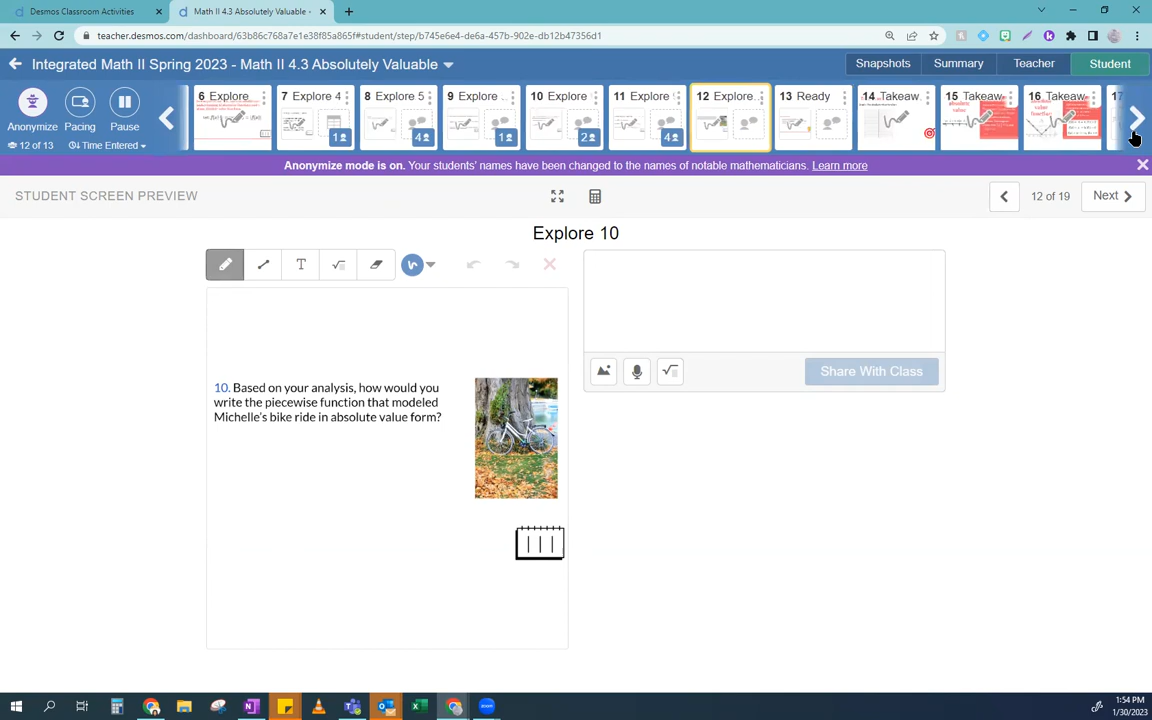 Desmos Classroom Activities
Math II 4.3 Absolutely Valuable -
teacher.desmos.com/dashboard/63b86c768a7e1e38f85a865f#student/step/b745e6e4-de6a-457b-902e-db12b47356d1
Integrated Math II Spring 2023 - Math II 4.3 Absolutely Valuable
Snapshots
Summary
Teacher
Student
Anonymize
Pacing
Pause
12 of 13
Time Entered
6 Explore
7 Explore 4
1
8 Explore 5
4
9 Explore ...
1
10 Explore
2
11 Explore
4
12 Explore...
13 Ready
14 Takeaw..
15 Takeaw..
16 Takeaw..
17
Anonymize mode is on. Your students' names have been changed to the names of notable mathematicians. Learn more
STUDENT SCREEN PREVIEW
12 of 19
Next
Explore 10
T
10. Based on your analysis, how would you
write the piecewise function that modeled
Michelle's bike ride in absolute value form?
Share With Class
1:54 PM
1/30/2023